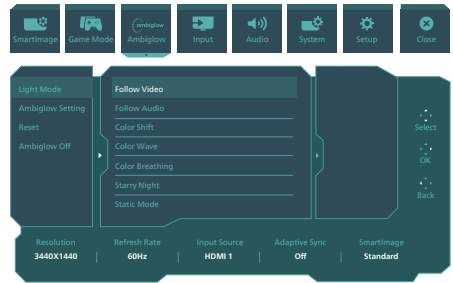 ambiglow
SmartImage Game Mode Ambiglow Input Audio System Setup Close
Light Mode
Ambiglow Setting
Reset
Ambiglow Off
Follow Video
Follow Audio
Color Shift
Color Wave
Color Breathing
Starry Night
Static Mode
Select
OK
Back
Resolution Refresh Rate Input Source Adaptive Sync SmartImage
3440X1440 | 60Hz | HDMI 1 | Off | Standard